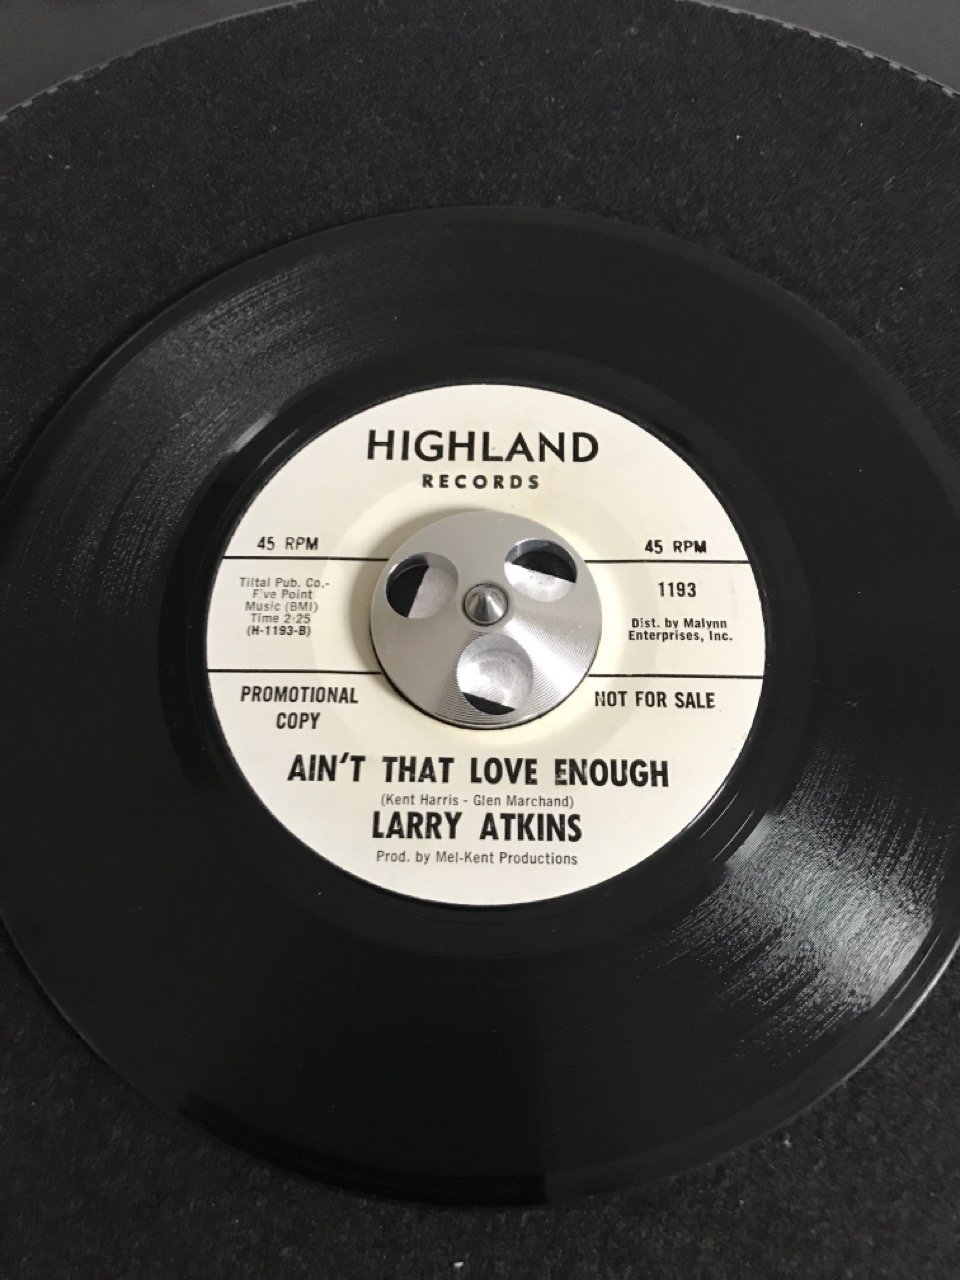 HIGHLAND
RECORDS
45 RPM
45 RPM
Tiltal Pub. Co.-
Five Point
Music (BMI)
Time 2:25
(H-1193-B)
1193
Dist. by Malynn
Enterprises, Inc.
PROMOTIONAL
COPY
NOT FOR SALE
AIN'T THAT LOVE ENOUGH
(Kent Harris - Glen Marchand)
LARRY ATKINS
Prod. by Mel-Kent Productions